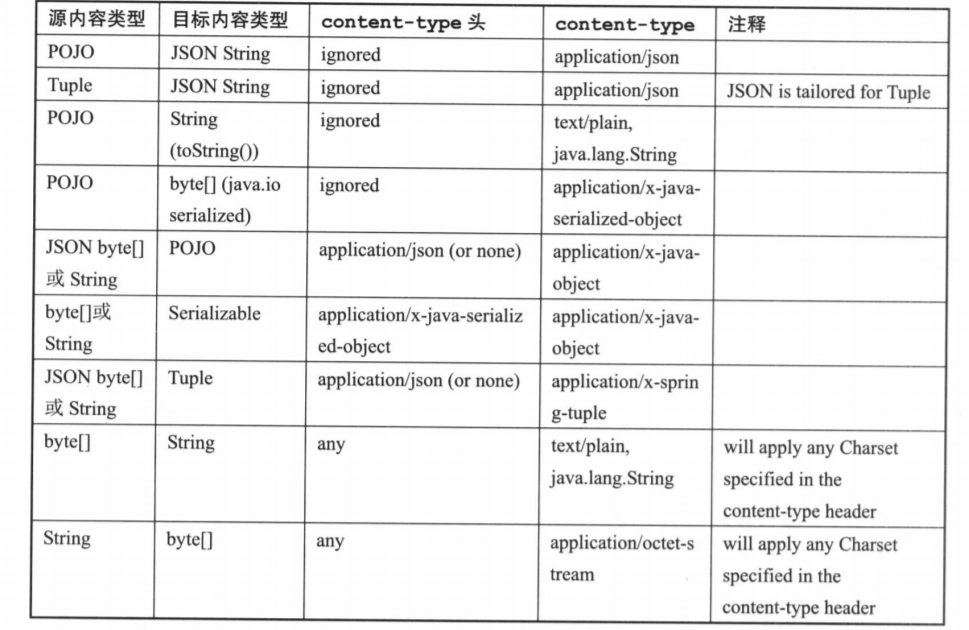 源内容类型 目标内容类型 content-type 头 content-type 注释
POJO JSON String ignored application/json
Tuple JSON String ignored application/json JSON is tailored for Tuple
POJO String ignored text/plain,
(toString()) java.lang.String
POJO byte[] (java.io ignored application/x-java-
serialized) serialized-object
JSON byte[] POJO application/json (or none) application/x-java-
或 String object
byte[]或 Serializable application/x-java-serializ application/x-java-
String ed-object object
JSON byte[] Tuple application/json (or none) application/x-sprin
或 String g-tuple
byte[] String any text/plain, will apply any Charset
java.lang.String specified in the
content-type header
String byte[] any application/octet-s will apply any Charset
tream specified in the
content-type header